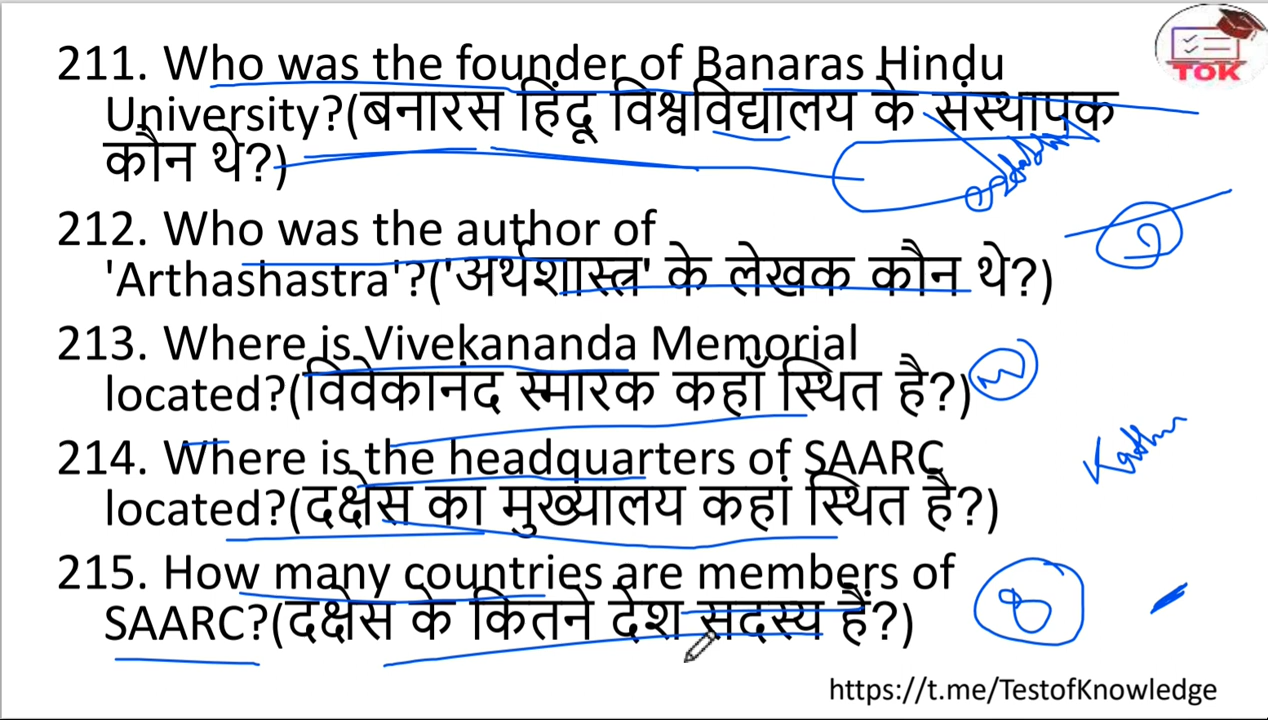 TOK
211. Who was the founder of Banaras Hindu
University?(बनारस हिंदू विश्वविद्यालय के संस्थापक
कौन थे?)
212. Who was the author of
'Arthashastra'?('अर्थशास्त्र' के लेखक कौन थे?)
213. Where is Vivekananda Memorial
located?(विवेकानंद स्मारक कहाँ स्थित है?)
214. Where is the headquarters of SAARC
located?(दक्षेस का मुख्यालय कहां स्थित है?)
215. How many countries are members of
SAARC?(दक्षेस के कितने देश सदस्य हैं?)
8
https://t.me/TestofKnowledge